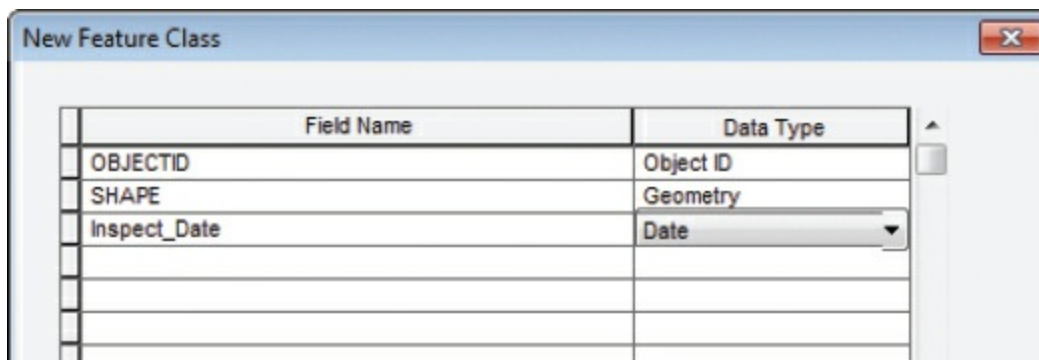 New Feature Class
Field Name Data Type
OBJECTID Object ID
SHAPE Geometry
Inspect_Date Date